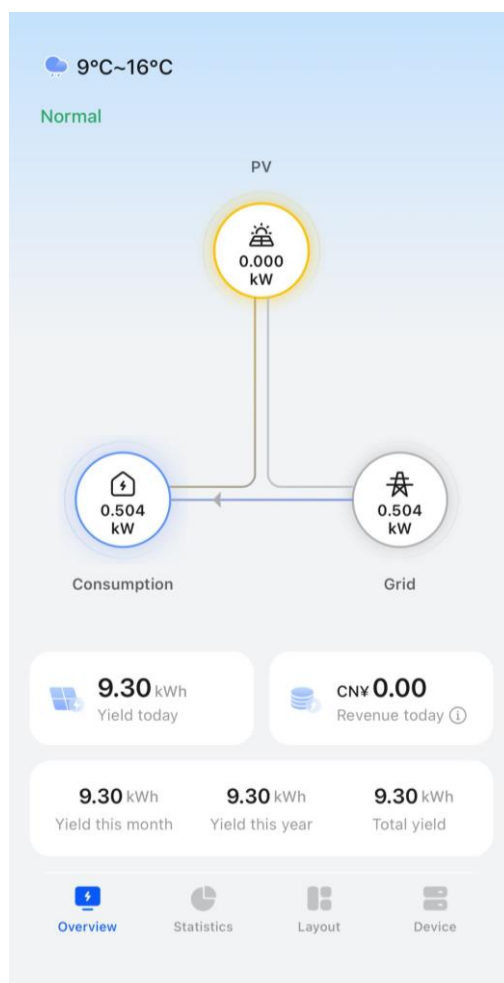 9°C~16°C
Normal
PV
0.000
kW
0.504
kW
0.504
kW
Consumption
Grid
9.30 kWh
Yield today
CN¥ 0.00
Revenue today
9.30 kWh
9.30 kWh
9.30 kWh
Yield this month
Yield this year
Total yield
Overview
Statistics
Layout
Device